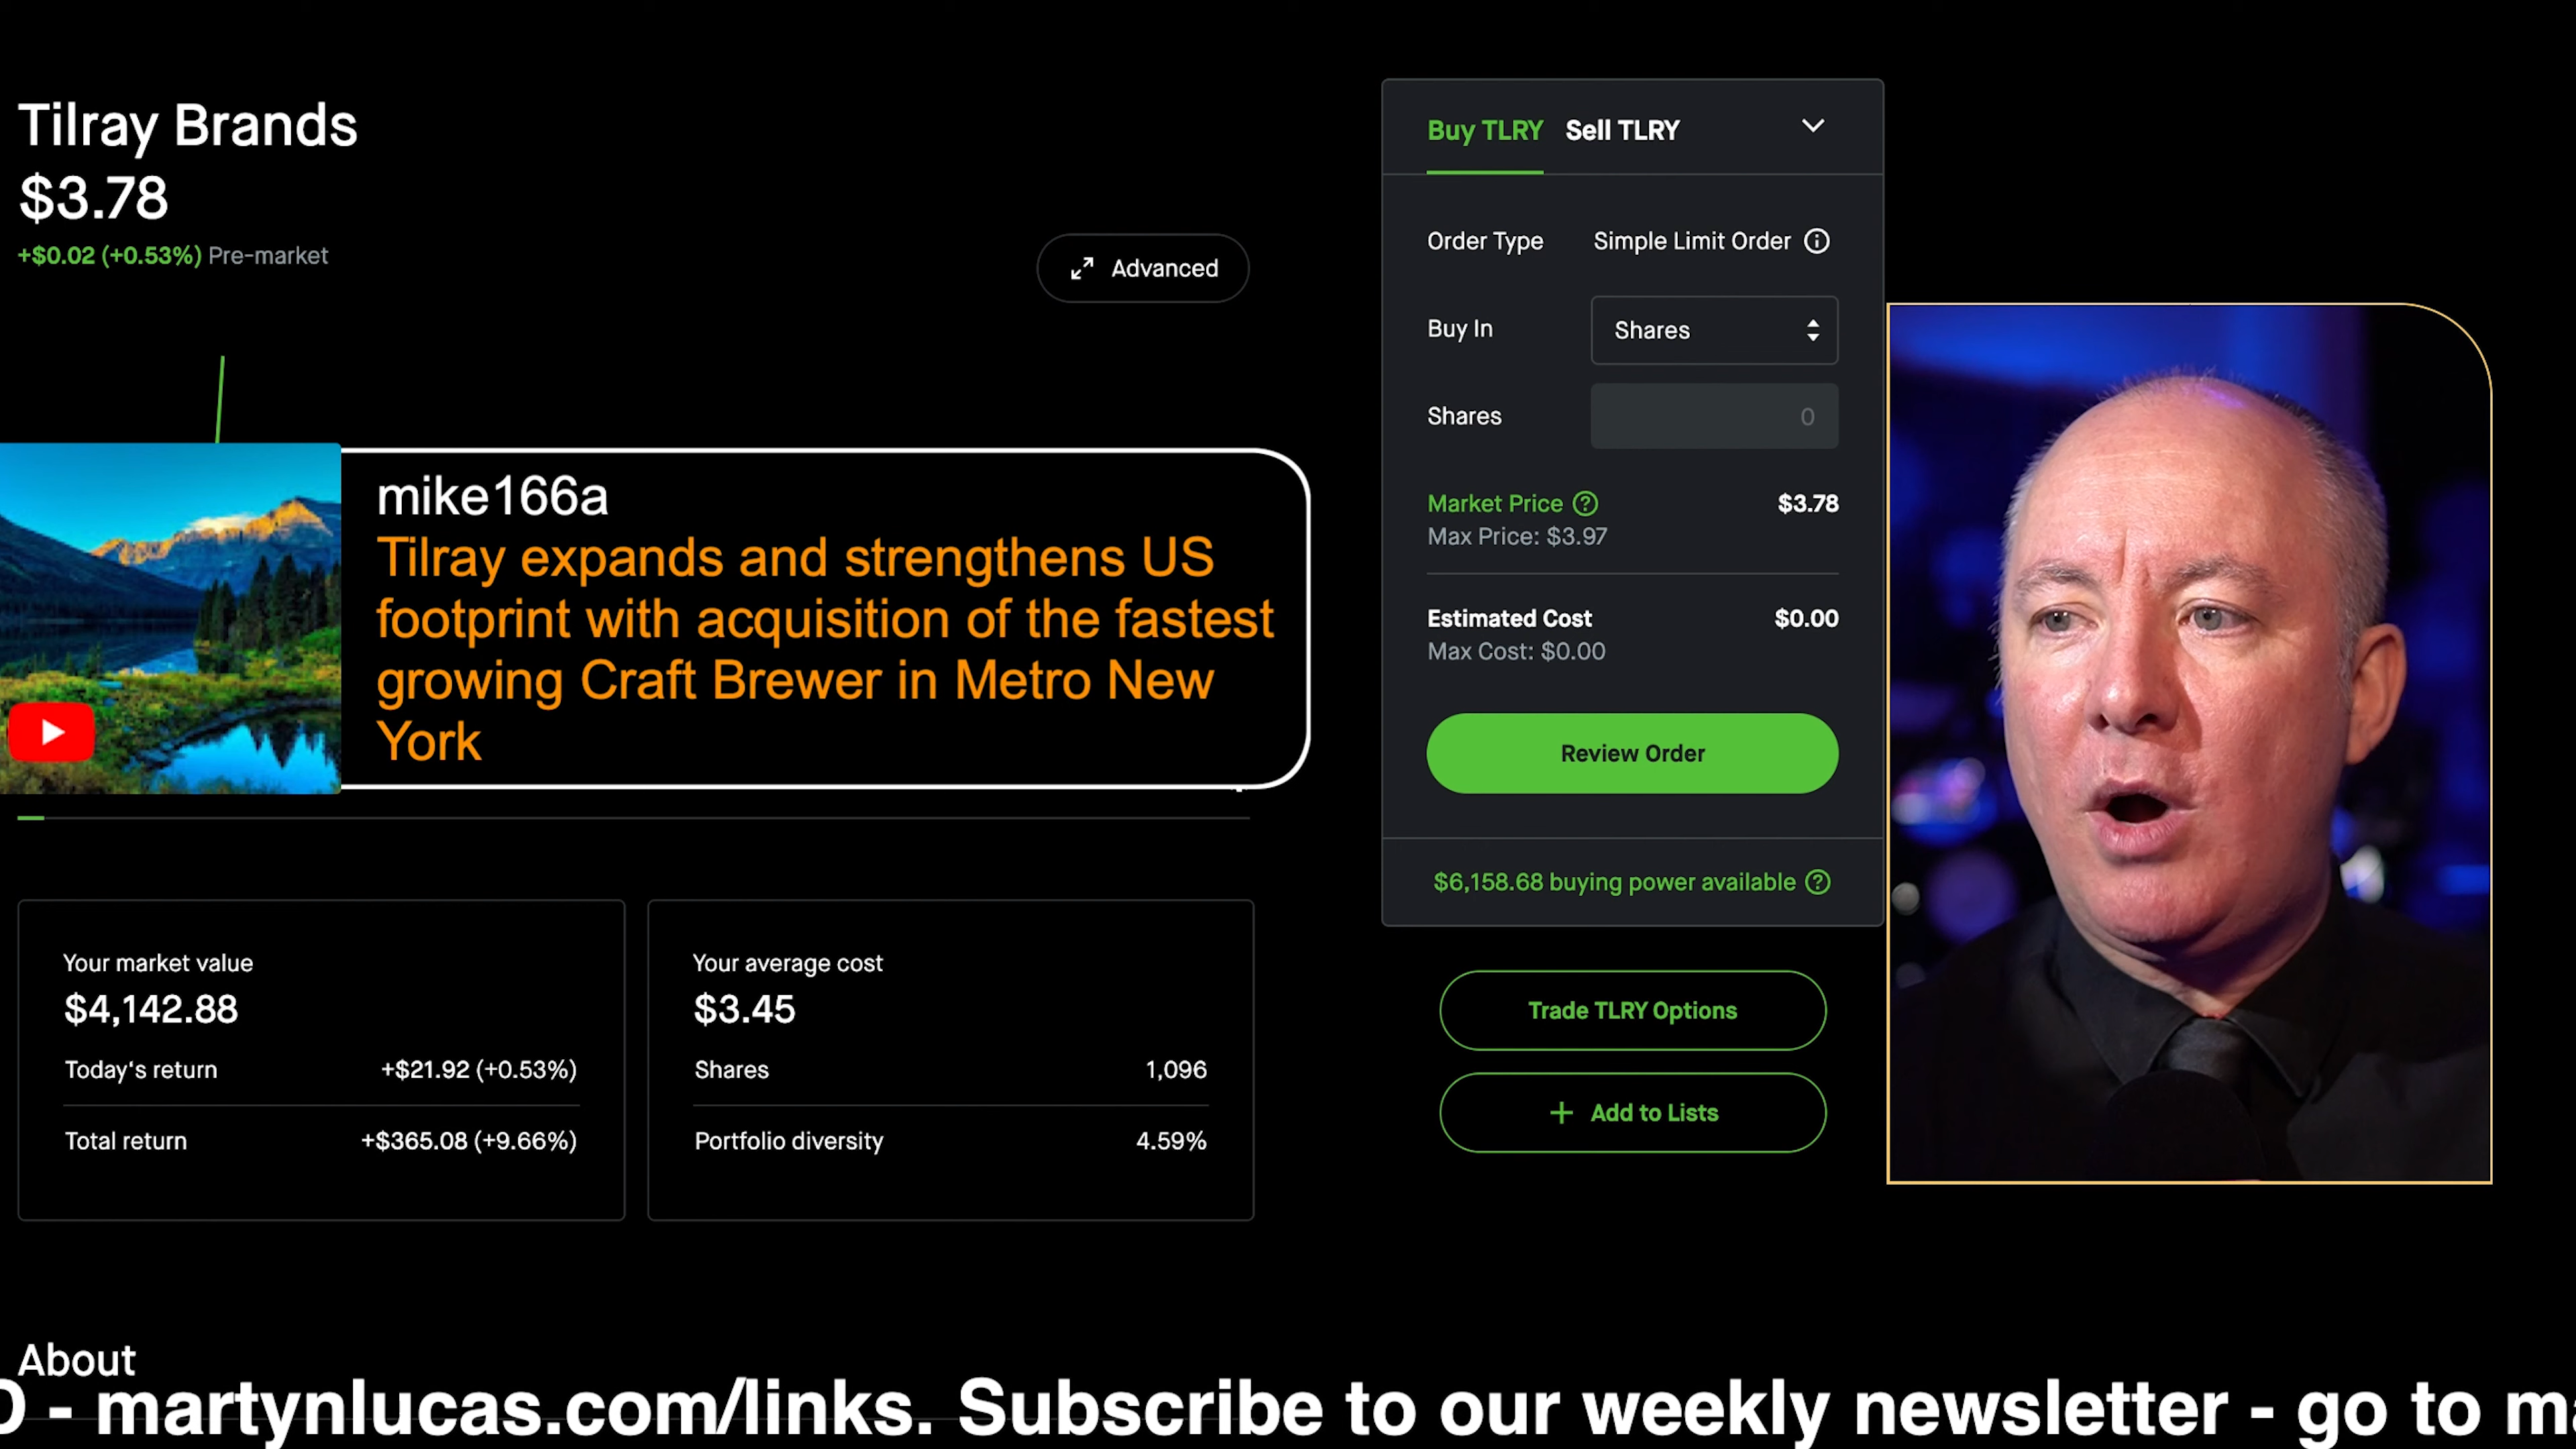 Tilray Brands
$3.78
+$0.02 (+0.53%) Pre-market
Advanced
mike166a
Tilray expands and strengthens US
footprint with acquisition of the fastest
growing Craft Brewer in Metro New
York
Your market value
$4,142.88
Today's return +$21.92 (+0.53%)
Total return +$365.08 (+9.66%)
Your average cost
$3.45
Shares 1,096
Portfolio diversity 4.59%
Buy TLRY Sell TLRY
Order Type Simple Limit Order
Buy In Shares
Shares 0
Market Price $3.78
Max Price: $3.97
Estimated Cost $0.00
Max Cost: $0.00
Review Order
$6,158.68 buying power available
Trade TLRY Options
+ Add to Lists
About
D - martynlucas.com/links. Subscribe to our weekly newsletter - go to ma